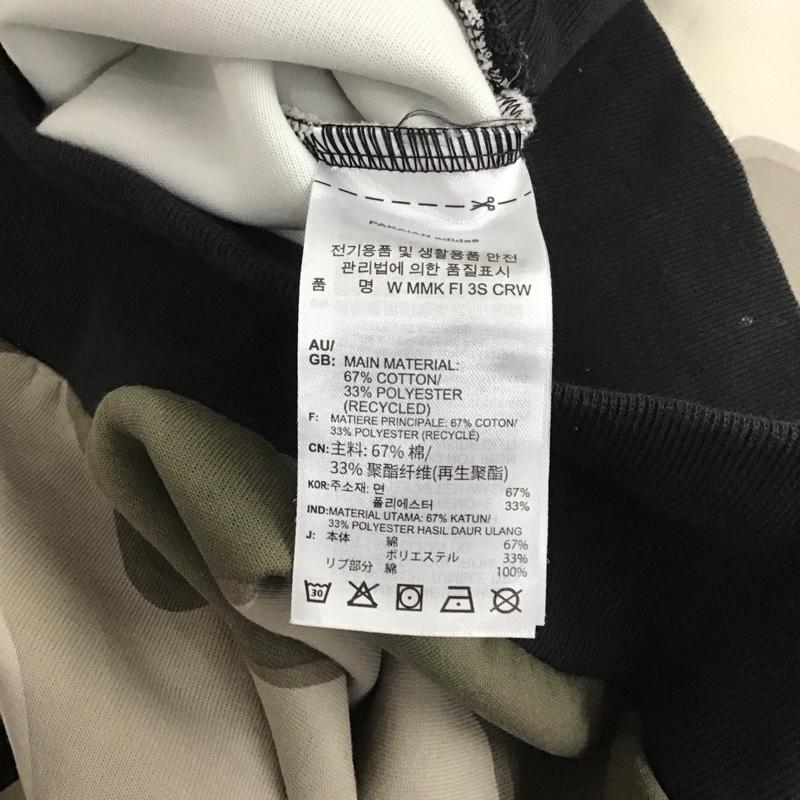 PAKAIAN adidas
전기용품 및 생활용품 안전
관리법에 의한 품질표시
품 명 W MMK FI 3S CRW
AU/
GB: MAIN MATERIAL:
67% COTTON/
33% POLYESTER
(RECYCLED)
F: MATIERE PRINCIPALE: 67% COTON/
33% POLYESTER (RECYCLÉ)
CN:主料: 67% 棉/
33% 聚酯纤维(再生聚酯)
KOR:주소재: 면 67%
폴리에스터 33%
IND:MATERIAL UTAMA: 67% KATUN/
33% POLYESTER HASIL DAUR ULANG
J: 本体 綿 67%
ポリエステル 33%
リブ部分 綿 100%
30